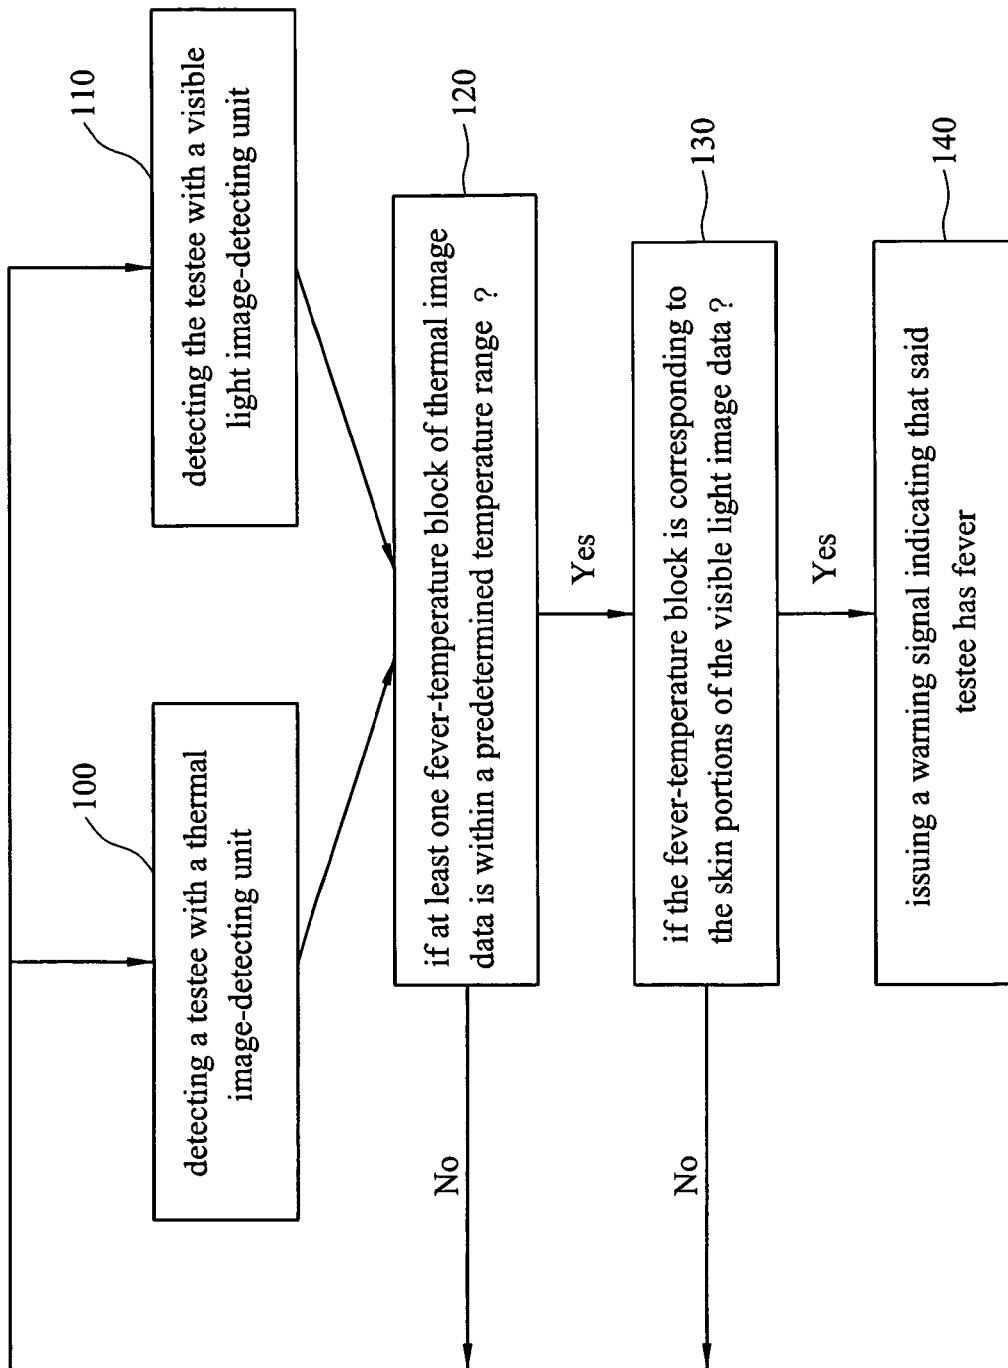 100
detecting a testee with a thermal
image-detecting unit
110
detecting the testee with a visible
light image-detecting unit
120
if at least one fever-temperature block of thermal image
data is within a predetermined temperature range ?
No
Yes
130
if the fever-temperature block is corresponding to
the skin portions of the visible light image data ?
No
Yes
140
issuing a warning signal indicating that said
testee has fever